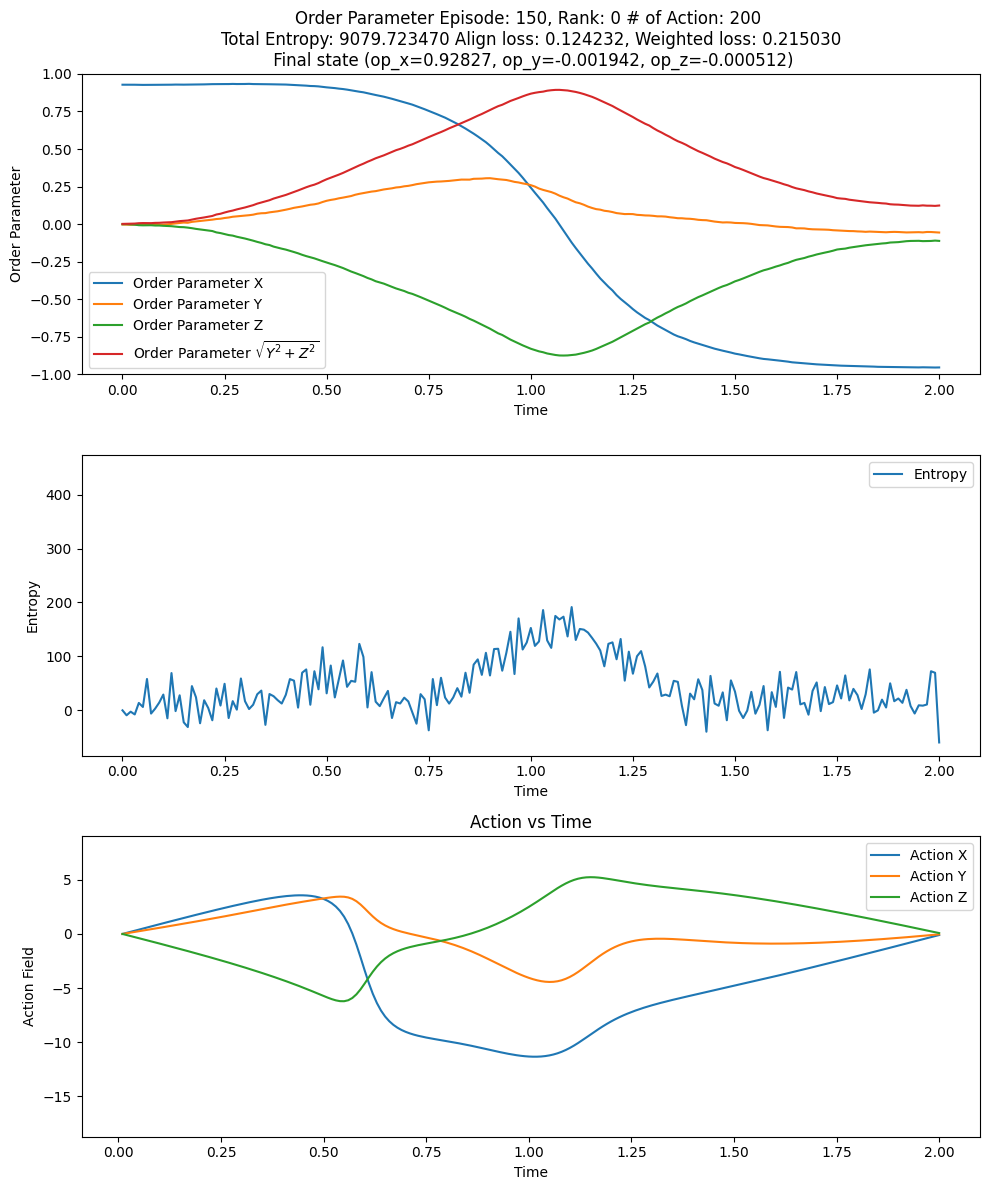 Order Parameter Episode: 150, Rank: 0 # of Action: 200
Total Entropy: 9079.723470 Align loss: 0.124232, Weighted loss: 0.215030
Final state (op_x=0.92827, op_y=-0.001942, op_z=-0.000512)
1.00
0.75
0.50
0.25
0.00
−0.25
−0.50
−0.75
−1.00
Order Parameter
Order Parameter X
Order Parameter Y
Order Parameter Z
Order Parameter √Y² + Z²
0.00 0.25 0.50 0.75 1.00 1.25 1.50 1.75 2.00
Time
400
300
200
100
0
Entropy
Entropy
0.00 0.25 0.50 0.75 1.00 1.25 1.50 1.75 2.00
Time
Action vs Time
5
0
−5
−10
−15
Action Field
Action X
Action Y
Action Z
0.00 0.25 0.50 0.75 1.00 1.25 1.50 1.75 2.00
Time